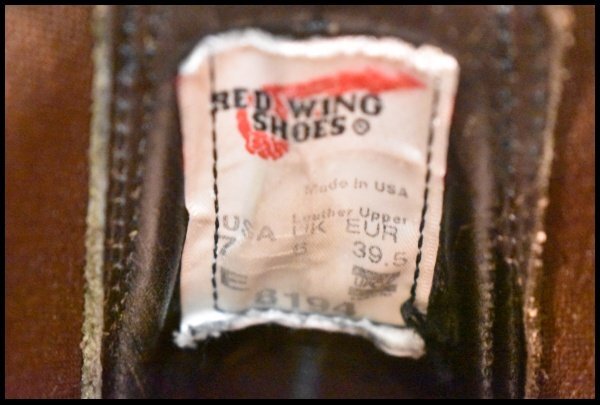 RED WING
SHOES®
Made in USA
Leather Upper
USA UK EUR
7 6 39.5
E
8194